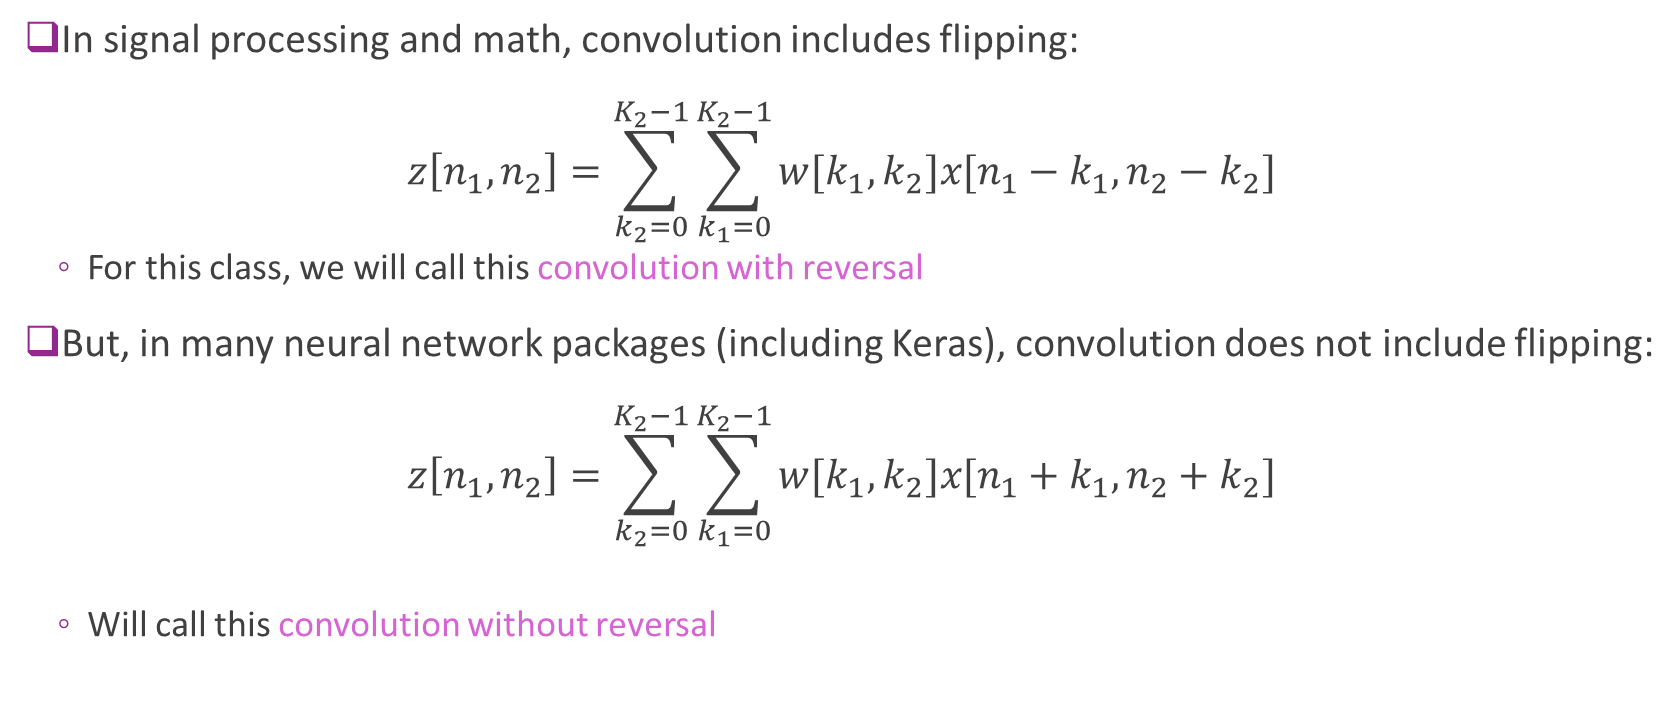 ❑In signal processing and math, convolution includes flipping:
z[n₁, n₂] = ∑_{k₂=0}^{K₂−1} ∑_{k₁=0}^{K₂−1} w[k₁, k₂]x[n₁ − k₁, n₂ − k₂]
◦ For this class, we will call this convolution with reversal
❑But, in many neural network packages (including Keras), convolution does not include flipping:
z[n₁, n₂] = ∑_{k₂=0}^{K₂−1} ∑_{k₁=0}^{K₂−1} w[k₁, k₂]x[n₁ + k₁, n₂ + k₂]
◦ Will call this convolution without reversal